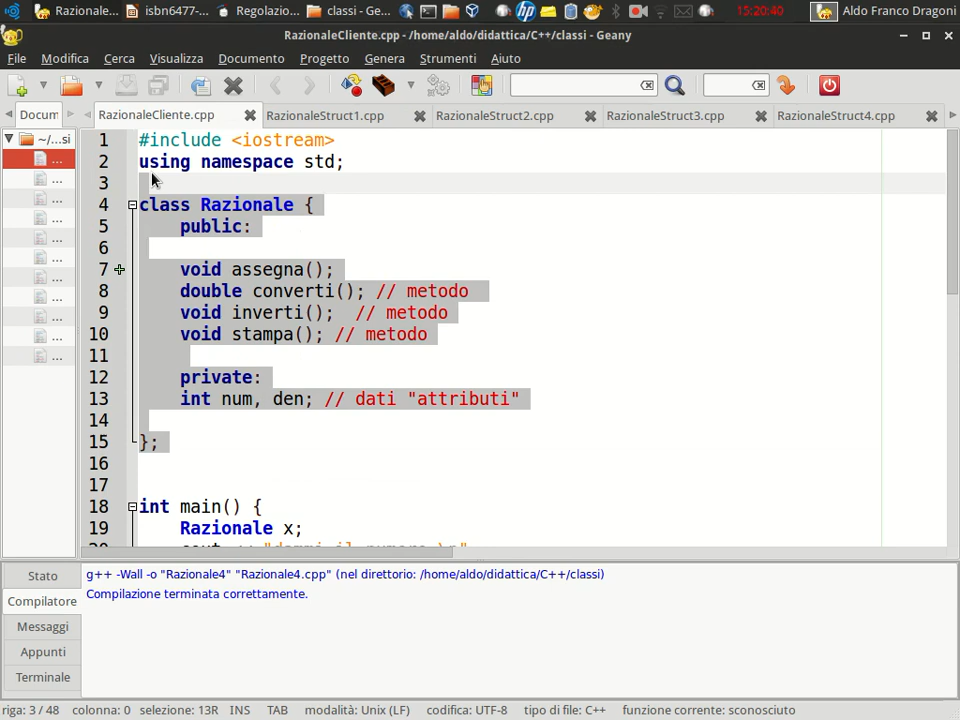 Razionale...
isbn6477-...
Regolazio...
classi - Ge...
15:20:40
Aldo Franco Dragoni
RazionaleCliente.cpp - /home/aldo/didattica/C++/classi - Geany
File Modifica Cerca Visualizza Documento Progetto Genera Strumenti Aiuto
Docum RazionaleCliente.cpp RazionaleStruct1.cpp RazionaleStruct2.cpp RazionaleStruct3.cpp RazionaleStruct4.cpp
~/...si
...
...
...
...
...
...
...
...
...
...
...
1 #include <iostream>
2 using namespace std;
3
4 class Razionale {
5 public:
6
7 void assegna();
8 double converti(); // metodo
9 void inverti(); // metodo
10 void stampa(); // metodo
11
12 private:
13 int num, den; // dati "attributi"
14
15 };
16
17
18 int main() {
19 Razionale x;
Stato
Compilatore
Messaggi
Appunti
Terminale
g++ -Wall -o "Razionale4" "Razionale4.cpp" (nel direttorio: /home/aldo/didattica/C++/classi)
Compilazione terminata correttamente.
riga: 3 / 48 colonna: 0 selezione: 13R INS TAB modalità: Unix (LF) codifica: UTF-8 tipo di file: C++ funzione corrente: sconosciuto